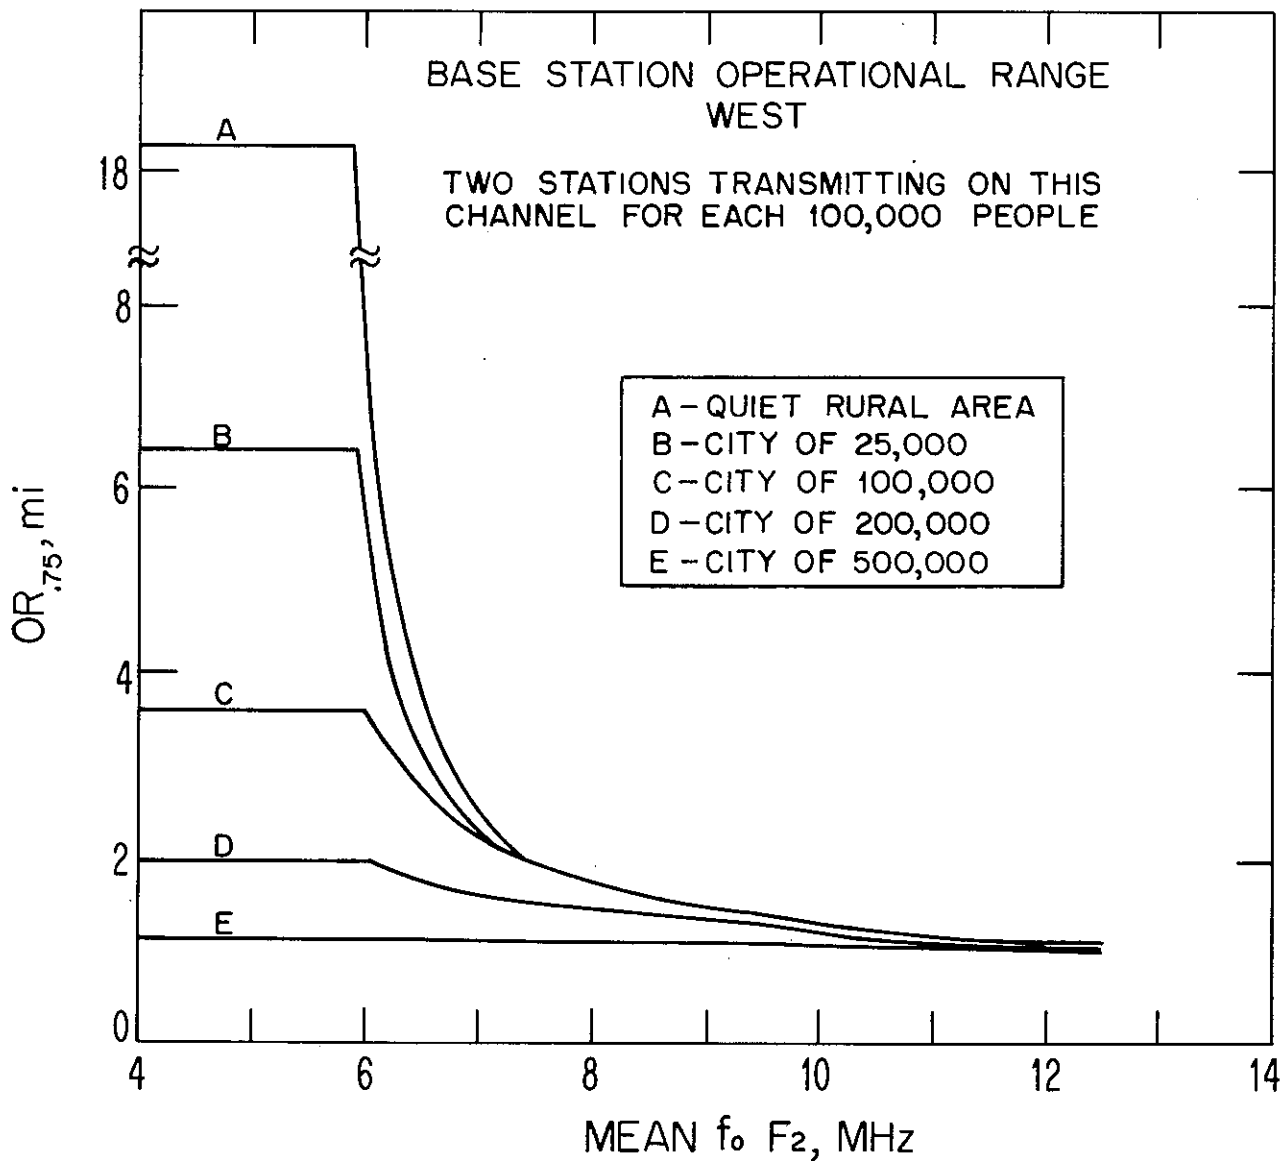 BASE STATION OPERATIONAL RANGE
WEST
TWO STATIONS TRANSMITTING ON THIS
CHANNEL FOR EACH 100,000 PEOPLE
A
18
8
B
6
C
4
D
2
E
0
OR.75, mi
A - QUIET RURAL AREA
B - CITY OF 25,000
C - CITY OF 100,000
D - CITY OF 200,000
E - CITY OF 500,000
4 6 8 10 12 14
MEAN fo F2, MHz